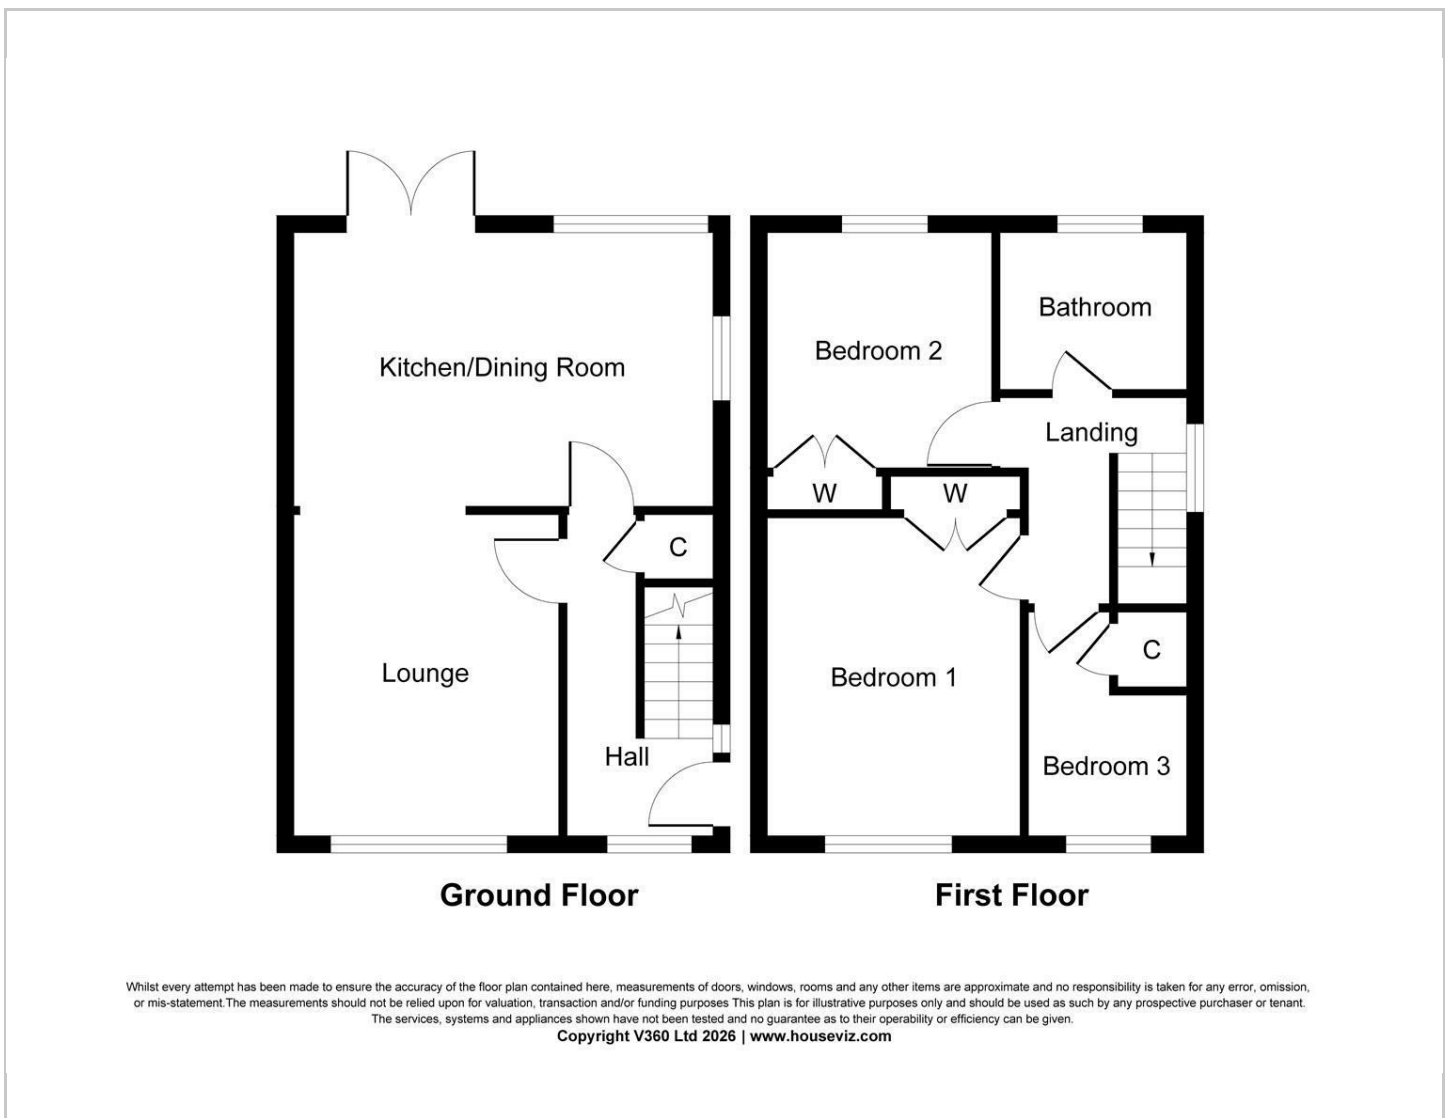 Kitchen/Dining Room
C
Lounge
Hall
Ground Floor
Bathroom
Bedroom 2
Landing
W
W
C
Bedroom 1
Bedroom 3
First Floor
Whilst every attempt has been made to ensure the accuracy of the floor plan contained here, measurements of doors, windows, rooms and any other items are approximate and no responsibility is taken for any error, omission,
or mis-statement.The measurements should not be relied upon for valuation, transaction and/or funding purposes This plan is for illustrative purposes only and should be used as such by any prospective purchaser or tenant.
The services, systems and appliances shown have not been tested and no guarantee as to their operability or efficiency can be given.
Copyright V360 Ltd 2026 | www.houseviz.com